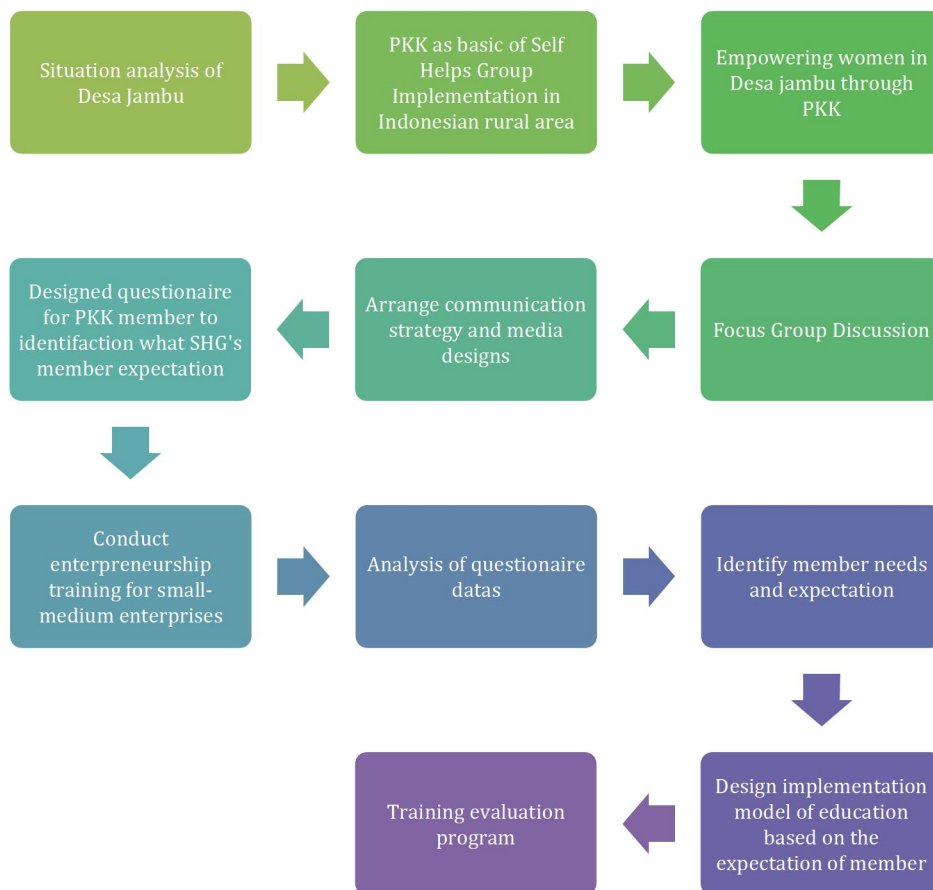 Situation analysis of
Desa Jambu
PKK as basic of Self
Helps Group
Implementation in
Indonesian rural area
Empowering women in
Desa jambu through
PKK
Focus Group Discussion
Arrange communication
strategy and media
designs
Designed questionaire
for PKK member to
identifaction what SHG's
member expectation
Conduct
enterpreneurship
training for small-
medium enterprises
Analysis of questionaire
datas
Identify member needs
and expectation
Design implementation
model of education
based on the
expectation of member
Training evaluation
program